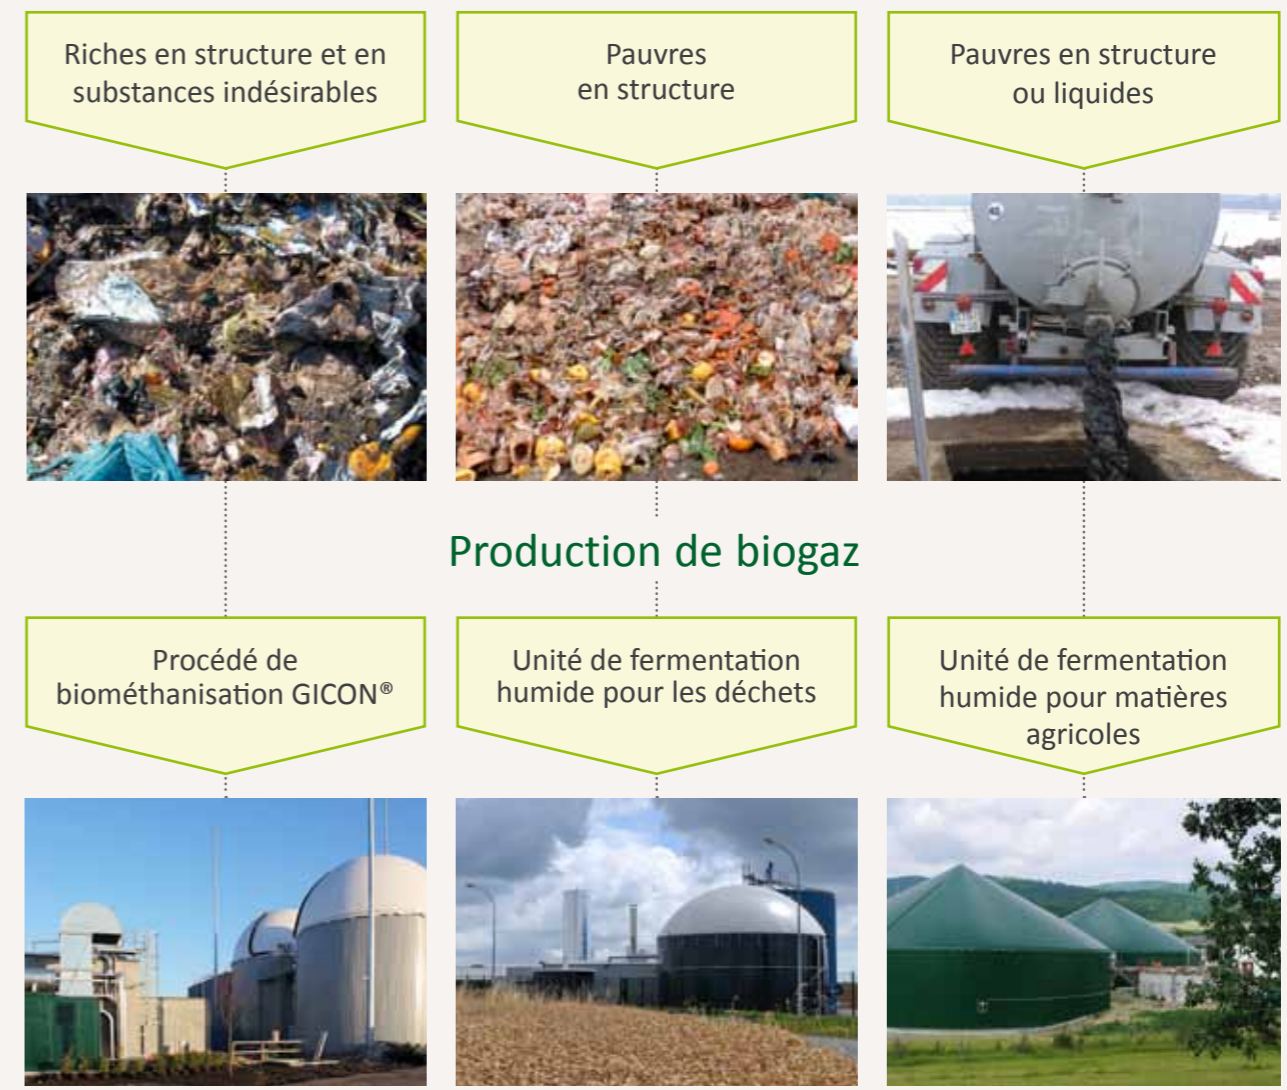 Riches en structure et en
substances indésirables
Pauvres
en structure
Pauvres en structure
ou liquides
Production de biogaz
Procédé de
biométhanisation GICON®
Unité de fermentation
humide pour les déchets
Unité de fermentation
humide pour matières
agricoles